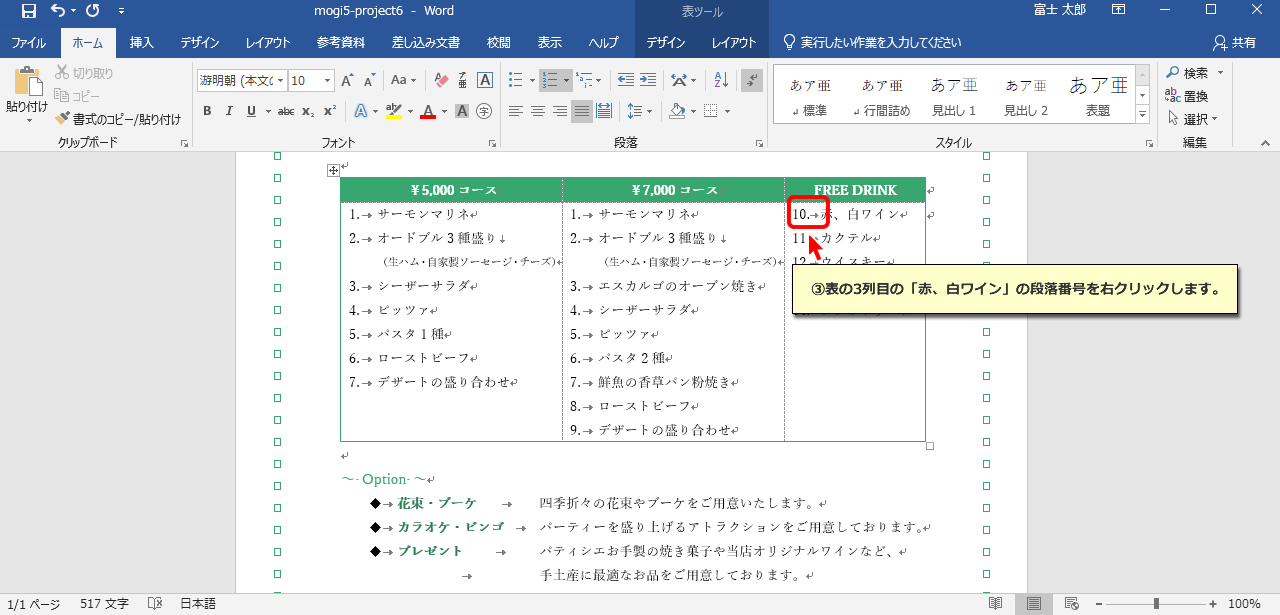 mogi5-project6 - Word
表ツール
富士 太郎
ファイル ホーム 挿入 デザイン レイアウト 参考資料 差し込み文書 校閲 表示 ヘルプ デザイン レイアウト 実行したい作業を入力してください 共有
貼り付け
切り取り
コピー
書式のコピー/貼り付け
クリップボード
游明朝 (本文の
10
Aa
B I U abc x₂ x²
フォント
段落
あア亜 あア亜 あア亜 あア亜 あア亜
標準 行間詰め 見出し 1 見出し 2 表題
スタイル
検索
置換
選択
編集
¥5,000 コース ¥7,000 コース FREE DRINK
1. サーモンマリネ
2. オードブル 3 種盛り
（生ハム・自家製ソーセージ・チーズ）
3. シーザーサラダ
4. ピッツァ
5. パスタ 1 種
6. ローストビーフ
7. デザートの盛り合わせ
1. サーモンマリネ
2. オードブル 3 種盛り
（生ハム・自家製ソーセージ・チーズ）
3. エスカルゴのオーブン焼き
4. シーザーサラダ
5. ピッツァ
6. パスタ 2 種
7. 鮮魚の香草パン粉焼き
8. ローストビーフ
9. デザートの盛り合わせ
10. 赤、白ワイン
11. カクテル
12. ウイスキー
③表の3列目の「赤、白ワイン」の段落番号を右クリックします。
～ Option ～
◆ 花束・ブーケ 四季折々の花束やブーケをご用意いたします。
◆ カラオケ・ビンゴ パーティーを盛り上げるアトラクションをご用意しております。
◆ プレゼント パティシエお手製の焼き菓子や当店オリジナルワインなど、
手土産に最適なお品をご用意しております。
1/1 ページ 517 文字 日本語 100%